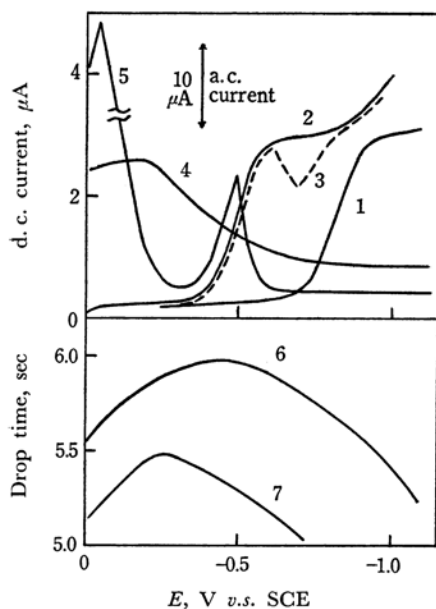 d. c. current, μA
4
2
0
10
μA
a.c.
current
5
4
2
3
1
Drop time, sec
6.0
5.5
5.0
6
7
0
-0.5
-1.0
E, V v.s. SCE